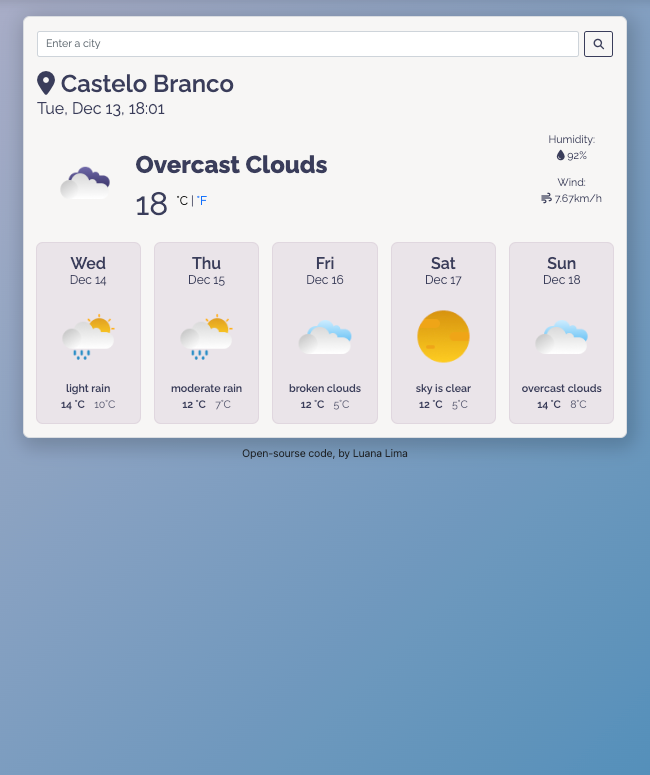 Enter a city
Castelo Branco
Tue, Dec 13, 18:01
Humidity:
92%
Overcast Clouds
Wind:
7.67km/h
18 °C | °F
Wed Thu Fri Sat Sun
Dec 14 Dec 15 Dec 16 Dec 17 Dec 18
light rain moderate rain broken clouds sky is clear overcast clouds
14 °C 10°C 12 °C 7°C 12 °C 5°C 12 °C 5°C 14 °C 8°C
Open-sourse code, by Luana Lima